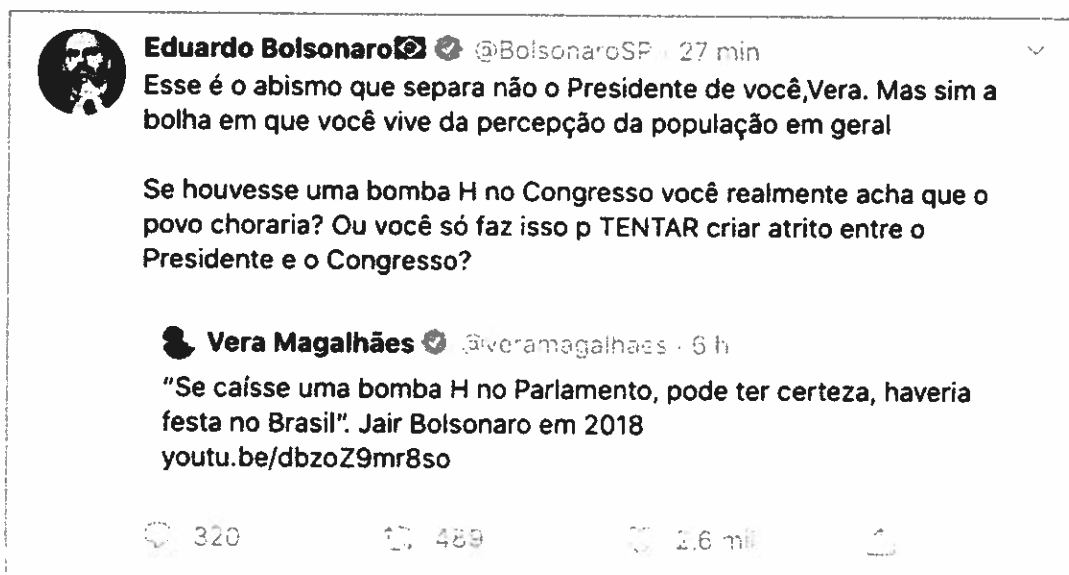 Eduardo Bolsonaro @BolsonaroSP · 27 min
Esse é o abismo que separa não o Presidente de você,Vera. Mas sim a
bolha em que você vive da percepção da população em geral
Se houvesse uma bomba H no Congresso você realmente acha que o
povo choraria? Ou você só faz isso p TENTAR criar atrito entre o
Presidente e o Congresso?
Vera Magalhães @veramagalhaes · 6 h
"Se caísse uma bomba H no Parlamento, pode ter certeza, haveria
festa no Brasil". Jair Bolsonaro em 2018
youtu.be/dbzoZ9mr8so
320 489 2.6 mil